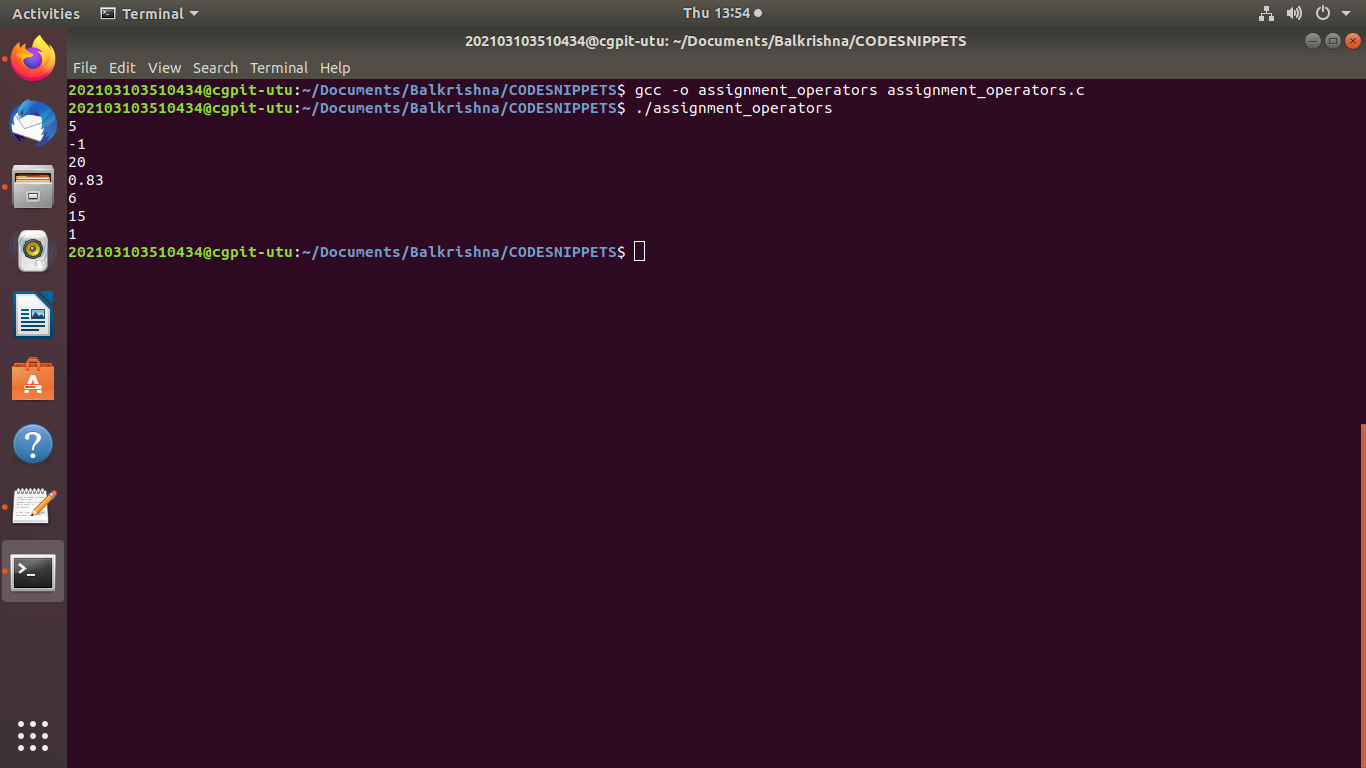 Activities Terminal Thu 13:54
202103103510434@cgpit-utu: ~/Documents/Balkrishna/CODESNIPPETS
File Edit View Search Terminal Help
202103103510434@cgpit-utu:~/Documents/Balkrishna/CODESNIPPETS$ gcc -o assignment_operators assignment_operators.c
202103103510434@cgpit-utu:~/Documents/Balkrishna/CODESNIPPETS$ ./assignment_operators
5
-1
20
0.83
6
15
1
202103103510434@cgpit-utu:~/Documents/Balkrishna/CODESNIPPETS$